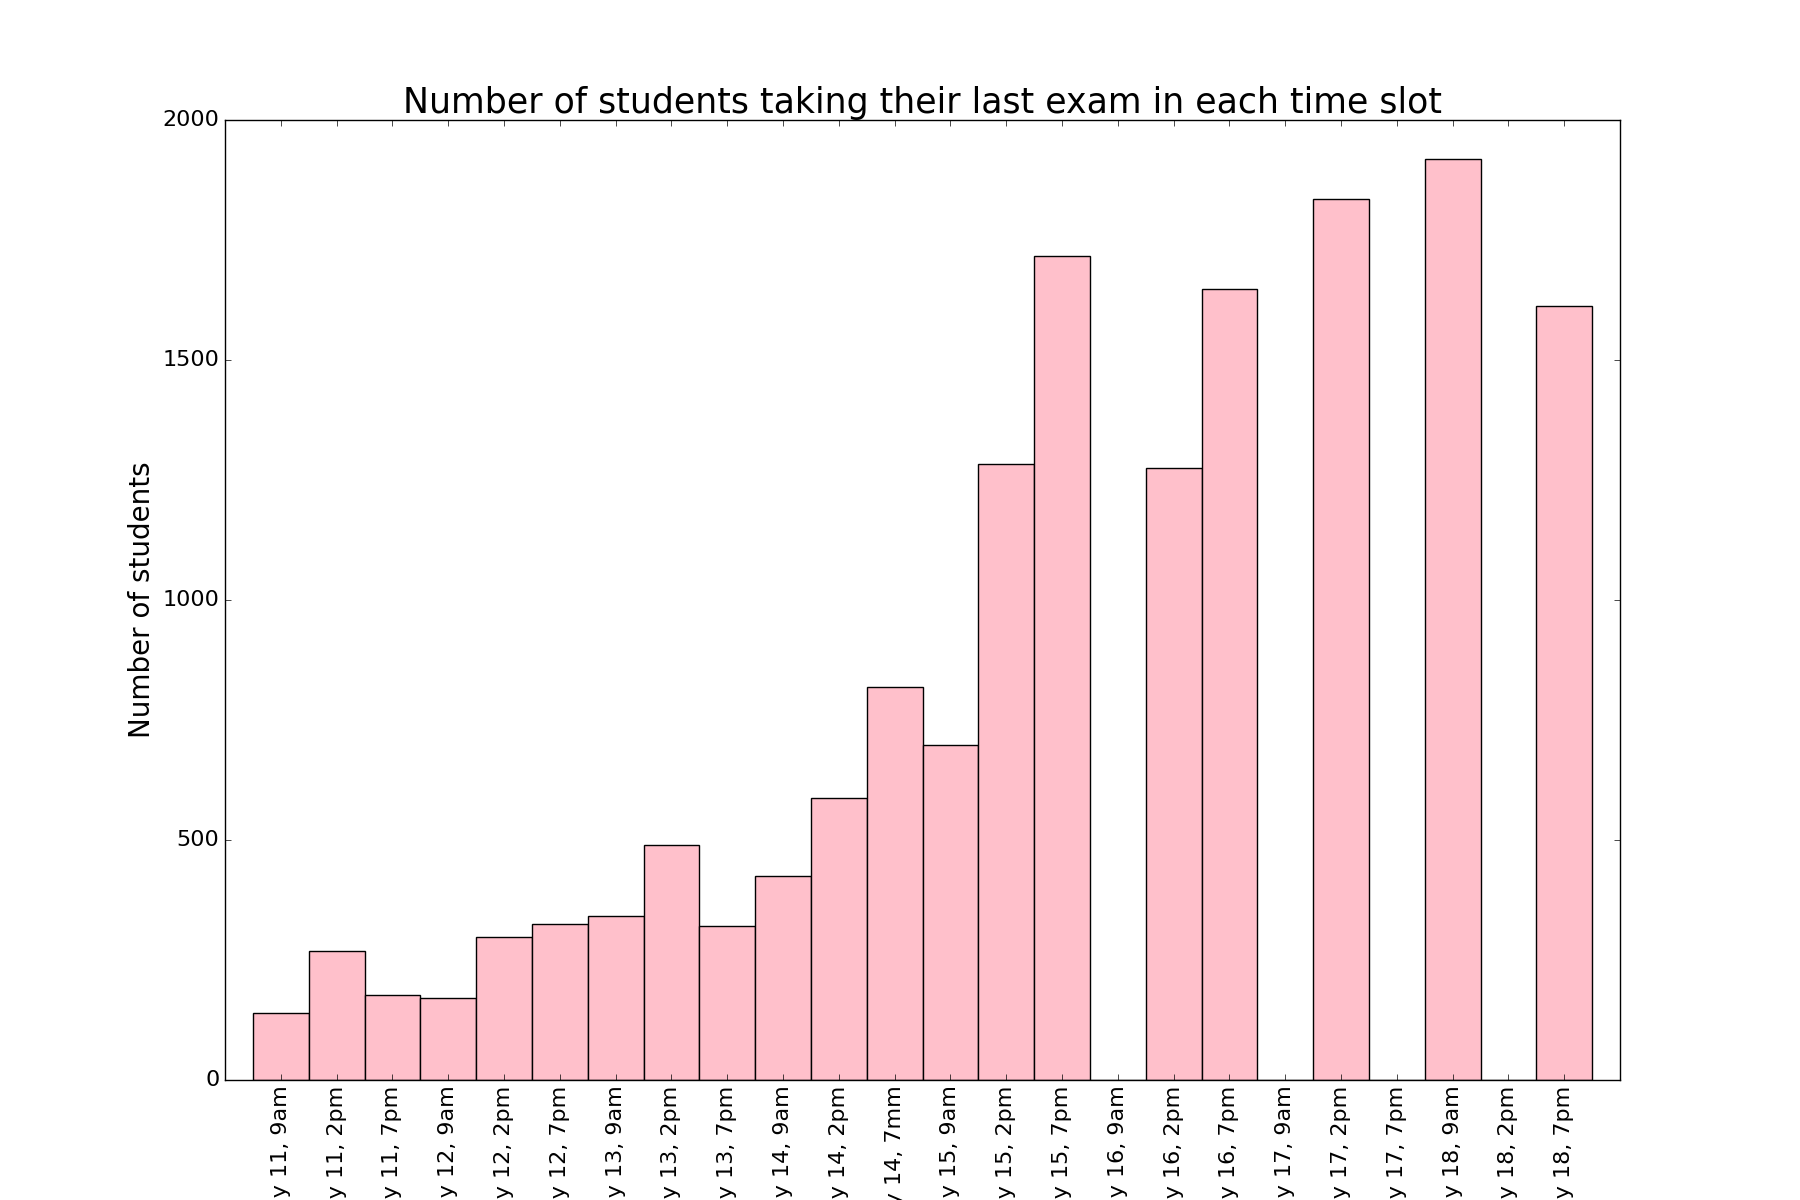 Number of students taking their last exam in each time slot
Number of students
2000
1500
1000
500
0
y 11, 9am
y 11, 2pm
y 11, 7pm
y 12, 9am
y 12, 2pm
y 12, 7pm
y 13, 9am
y 13, 2pm
y 13, 7pm
y 14, 9am
y 14, 2pm
y 14, 7mm
y 15, 9am
y 15, 2pm
y 15, 7pm
y 16, 9am
y 16, 2pm
y 16, 7pm
y 17, 9am
y 17, 2pm
y 17, 7pm
y 18, 9am
y 18, 2pm
y 18, 7pm